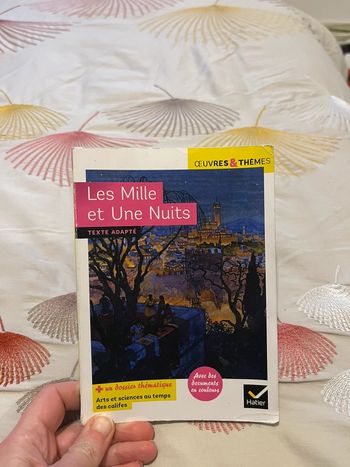 ŒUVRES & THÈMES
Les Mille
et Une Nuits
TEXTE ADAPTÉ
+ un dossier thématique
Arts et sciences au temps
des califes
Avec des
documents
en couleurs
Hatier